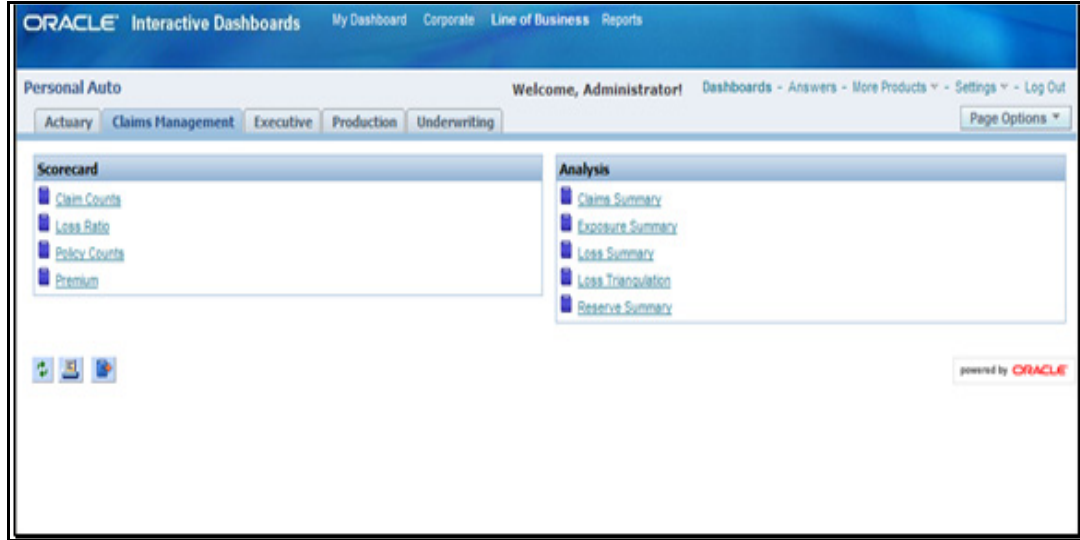 ORACLE Interactive Dashboards My Dashboard Corporate Line of Business Reports
Personal Auto Welcome, Administrator! Dashboards - Answers - More Products - Settings - Log Out
Actuary Claims Management Executive Production Underwriting Page Options
Scorecard
Claim Counts
Loss Ratio
Policy Counts
Premium
Analysis
Claims Summary
Exposure Summary
Loss Summary
Loss Triangulation
Reserve Summary
powered by ORACLE